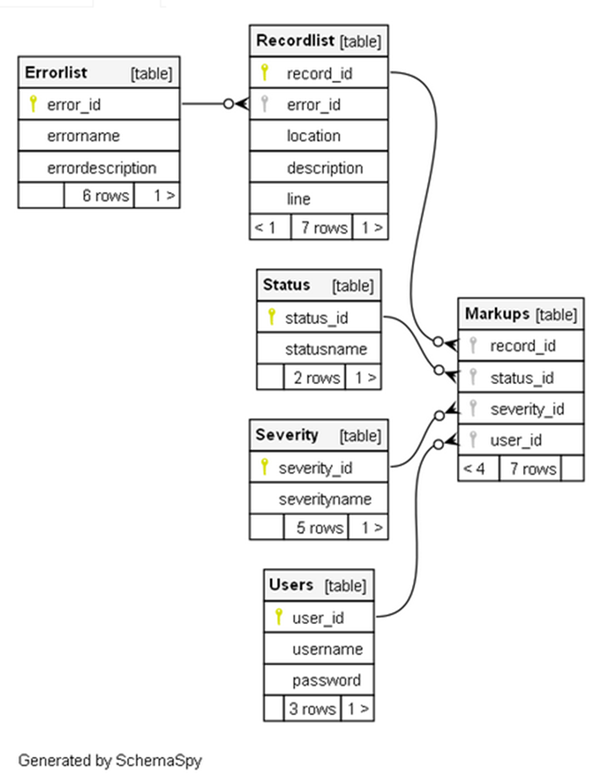 Errorlist [table]
error_id
errorname
errordescription
6 rows 1 >
Recordlist [table]
record_id
error_id
location
description
line
< 1 7 rows 1 >
Status [table]
status_id
statusname
2 rows 1 >
Severity [table]
severity_id
severityname
5 rows 1 >
Users [table]
user_id
username
password
3 rows 1 >
Markups [table]
record_id
status_id
severity_id
user_id
< 4 7 rows
Generated by SchemaSpy